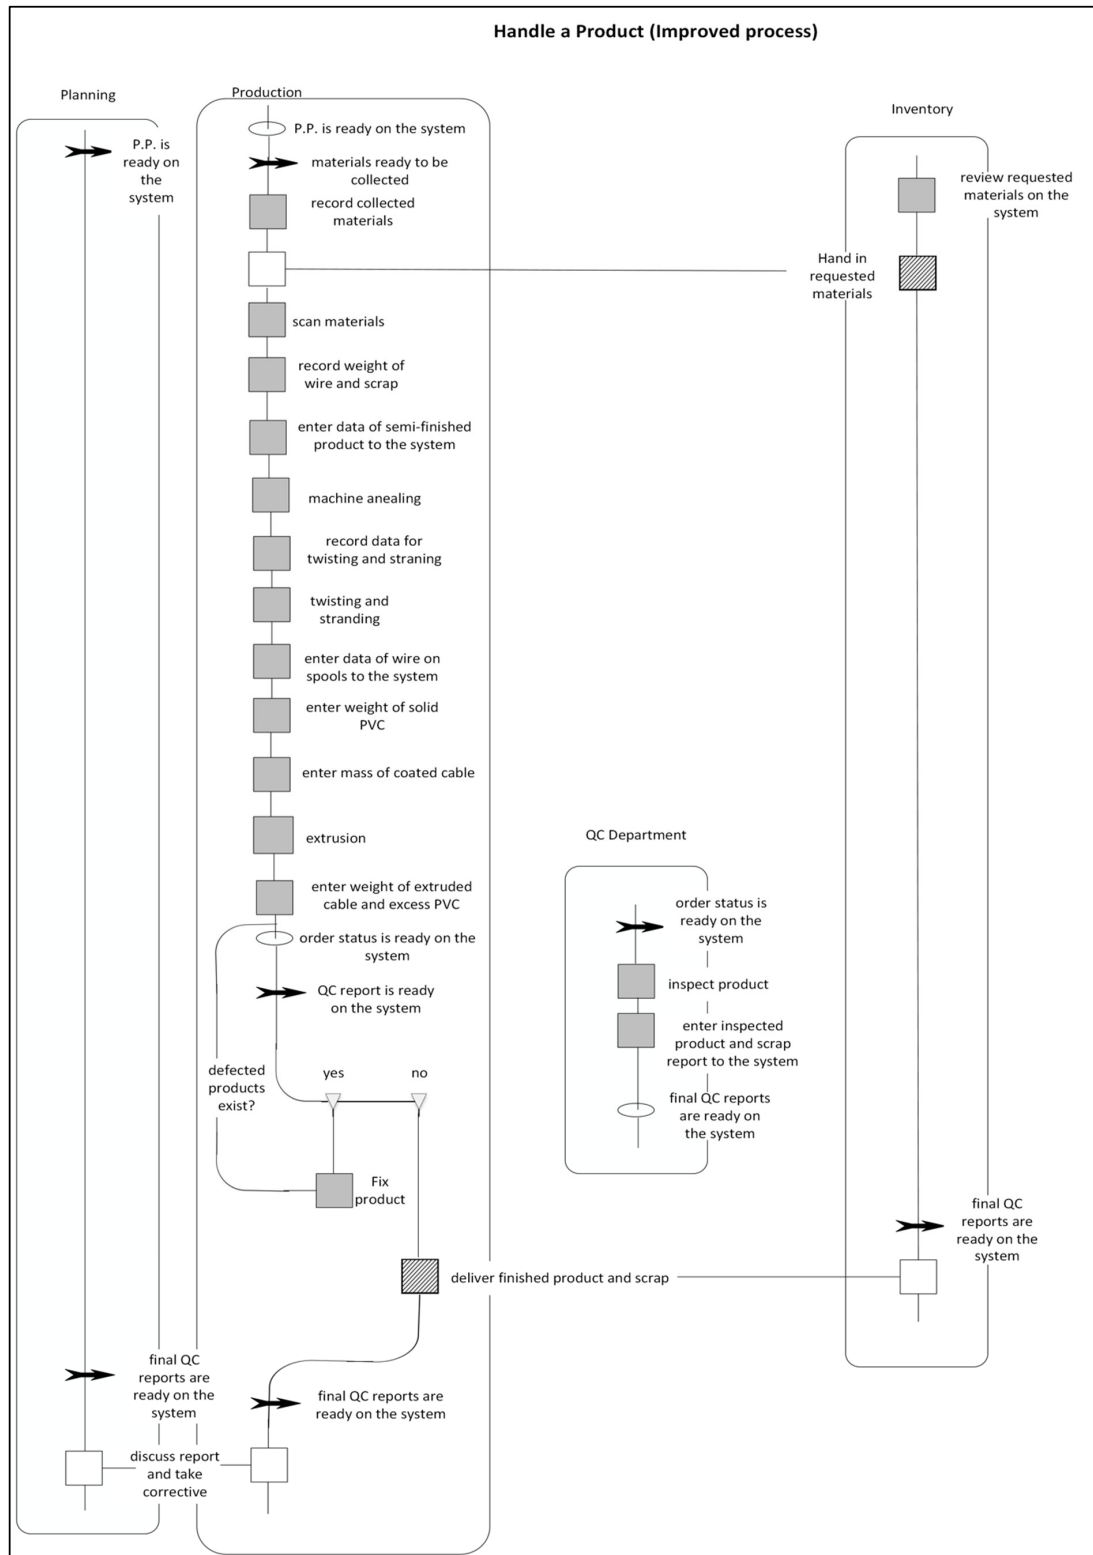 Handle a Product (Improved process)
Planning
P.P. is
ready on
the
system
final QC
reports are
ready on the
system
discuss report
and take
corrective
Production
P.P. is ready on the system
materials ready to be
collected
record collected
materials
scan materials
record weight of
wire and scrap
enter data of semi-finished
product to the system
machine anealing
record data for
twisting and straning
twisting and
stranding
enter data of wire on
spools to the system
enter weight of solid
PVC
enter mass of coated cable
extrusion
enter weight of extruded
cable and excess PVC
order status is ready on the
system
QC report is ready
on the system
defected
products
exist?
yes
no
Fix
product
deliver finished product and scrap
final QC reports are
ready on the system
QC Department
order status is
ready on the
system
inspect product
enter inspected
product and scrap
report to the system
final QC reports
are ready on
the system
Inventory
review requested
materials on the
system
Hand in
requested
materials
final QC
reports are
ready on the
system